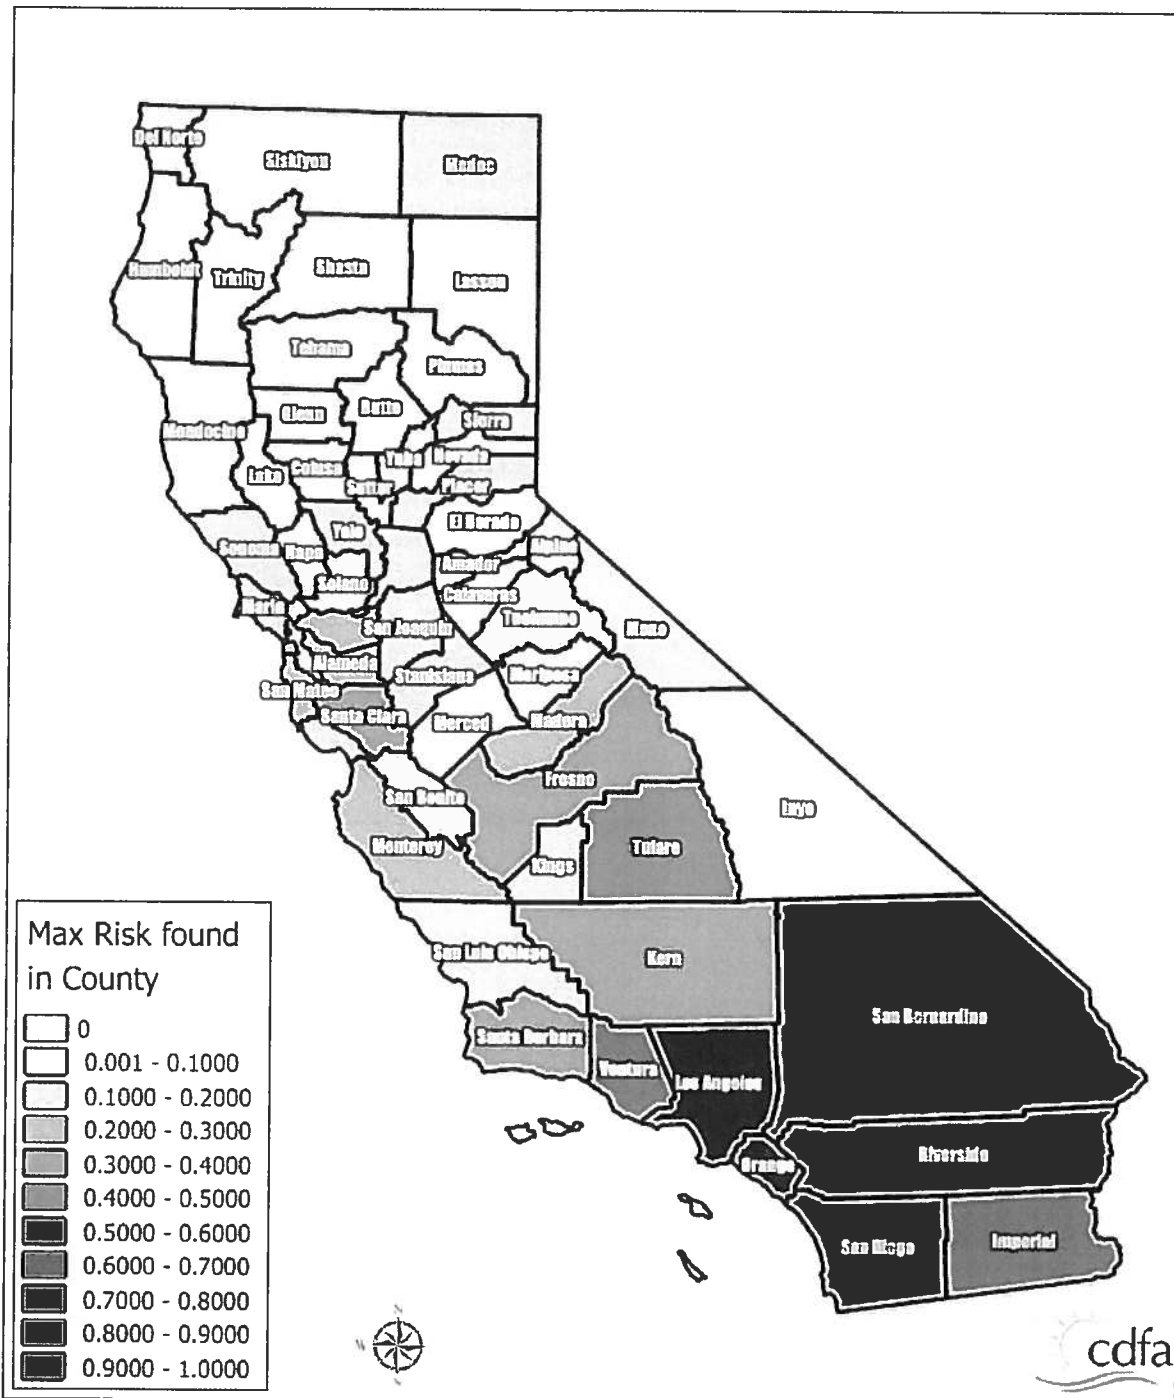 Del Norte
Siskiyou
Modoc
Humboldt
Trinity
Shasta
Lassen
Tehama
Plumas
Glenn
Butte
Sierra
Mendocino
Lake
Colusa
Sutter
Yuba
Nevada
Placer
El Dorado
Yolo
Sonoma
Napa
Alpine
Amador
Solano
Calaveras
Marin
San Joaquin
Tuolumne
Mono
Alameda
Stanislaus
Mariposa
San Mateo
Santa Clara
Merced
Madera
Fresno
San Benito
Inyo
Monterey
Kings
Tulare
San Luis Obispo
Kern
Santa Barbara
Ventura
Los Angeles
San Bernardino
Orange
Riverside
San Diego
Imperial
Max Risk found
in County
0
0.001 - 0.1000
0.1000 - 0.2000
0.2000 - 0.3000
0.3000 - 0.4000
0.4000 - 0.5000
0.5000 - 0.6000
0.6000 - 0.7000
0.7000 - 0.8000
0.8000 - 0.9000
0.9000 - 1.0000
N
W
cdfa